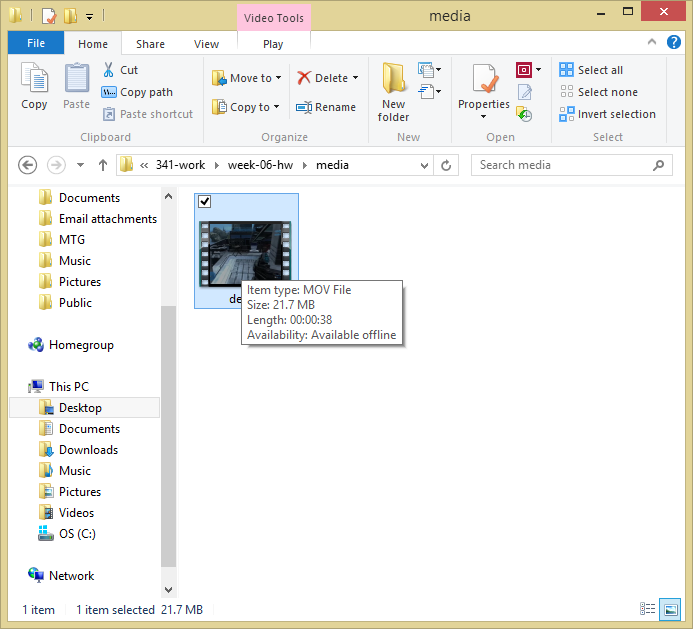 Video Tools
media
File
Home
Share
View
Play
Copy
Paste
Cut
Copy path
Paste shortcut
Clipboard
Move to
Copy to
Delete
Rename
Organize
New folder
New
Properties
Open
Select all
Select none
Invert selection
Select
« 341-work
week-06-hw
media
Search media
Documents
Email attachments
MTG
Music
Pictures
Public
Homegroup
This PC
Desktop
Documents
Downloads
Music
Pictures
Videos
OS (C:)
Network
de
Item type: MOV File
Size: 21.7 MB
Length: 00:00:38
Availability: Available offline
1 item
1 item selected 21.7 MB